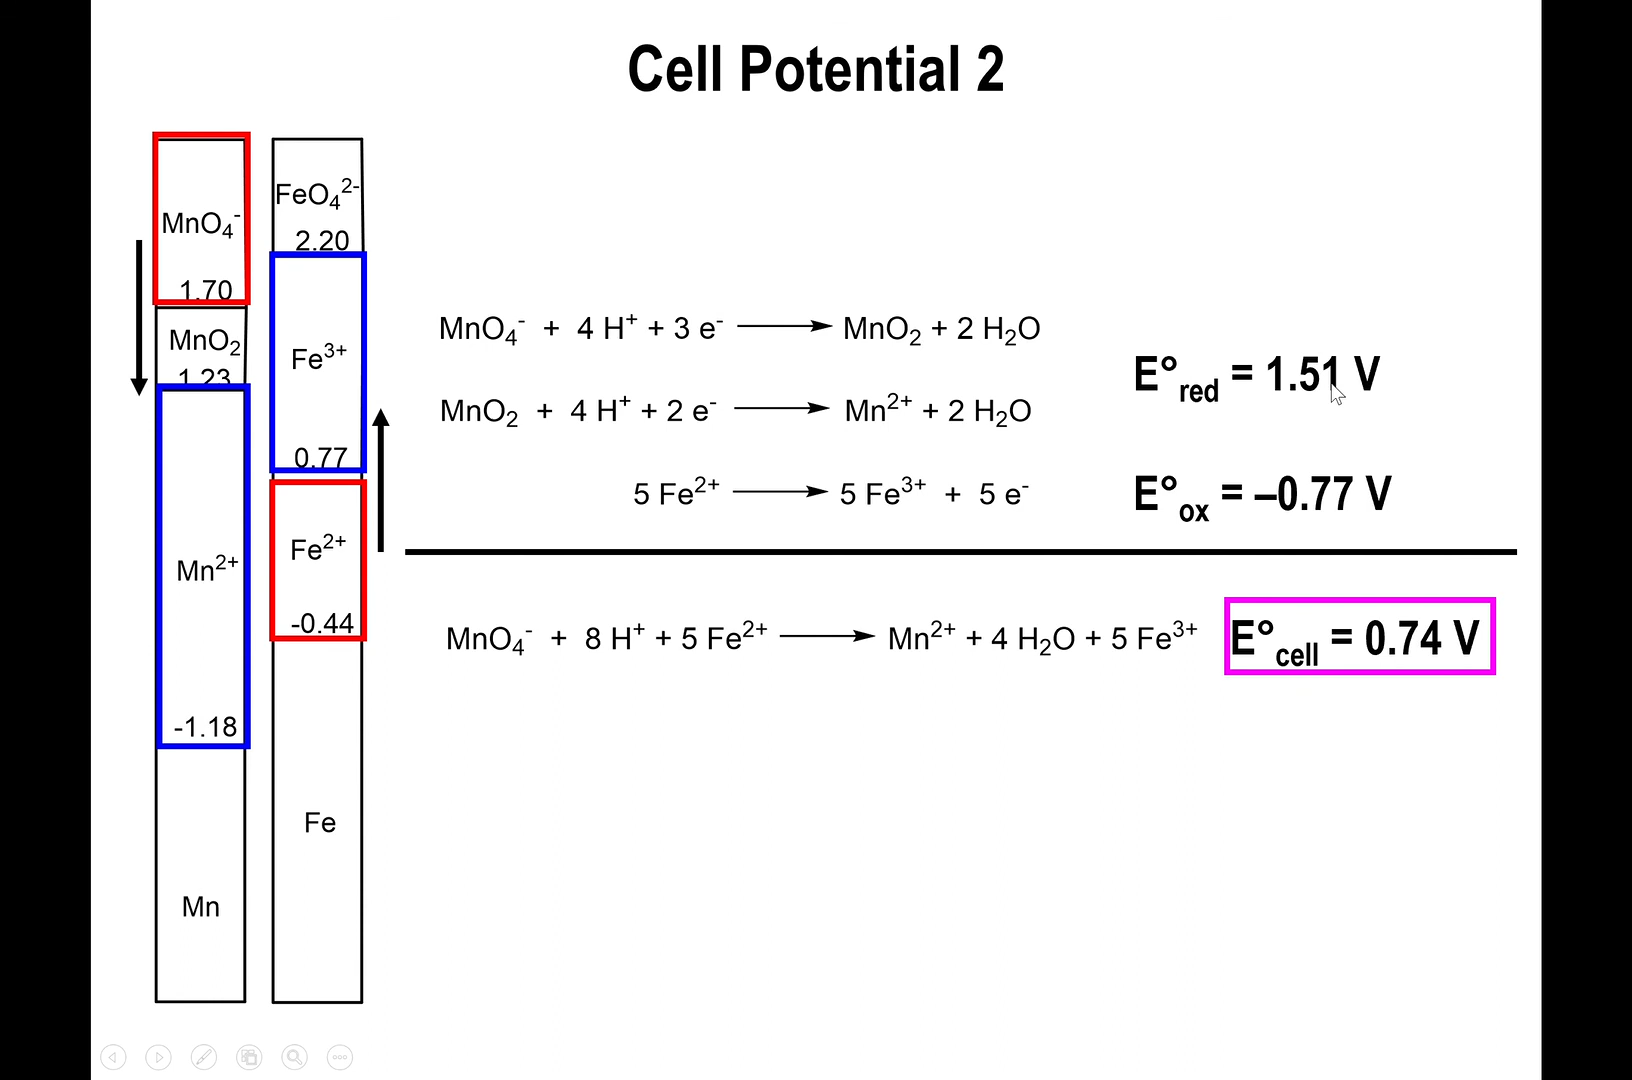 Cell Potential 2
MnO₄⁻
1.70
MnO₂
1.23
Mn²⁺
-1.18
Mn
FeO₄²⁻
2.20
Fe³⁺
0.77
Fe²⁺
-0.44
Fe
MnO₄⁻ + 4 H⁺ + 3 e⁻ ⟶ MnO₂ + 2 H₂O
MnO₂ + 4 H⁺ + 2 e⁻ ⟶ Mn²⁺ + 2 H₂O
E°red = 1.51 V
5 Fe²⁺ ⟶ 5 Fe³⁺ + 5 e⁻
E°ox = –0.77 V
MnO₄⁻ + 8 H⁺ + 5 Fe²⁺ ⟶ Mn²⁺ + 4 H₂O + 5 Fe³⁺
E°cell = 0.74 V